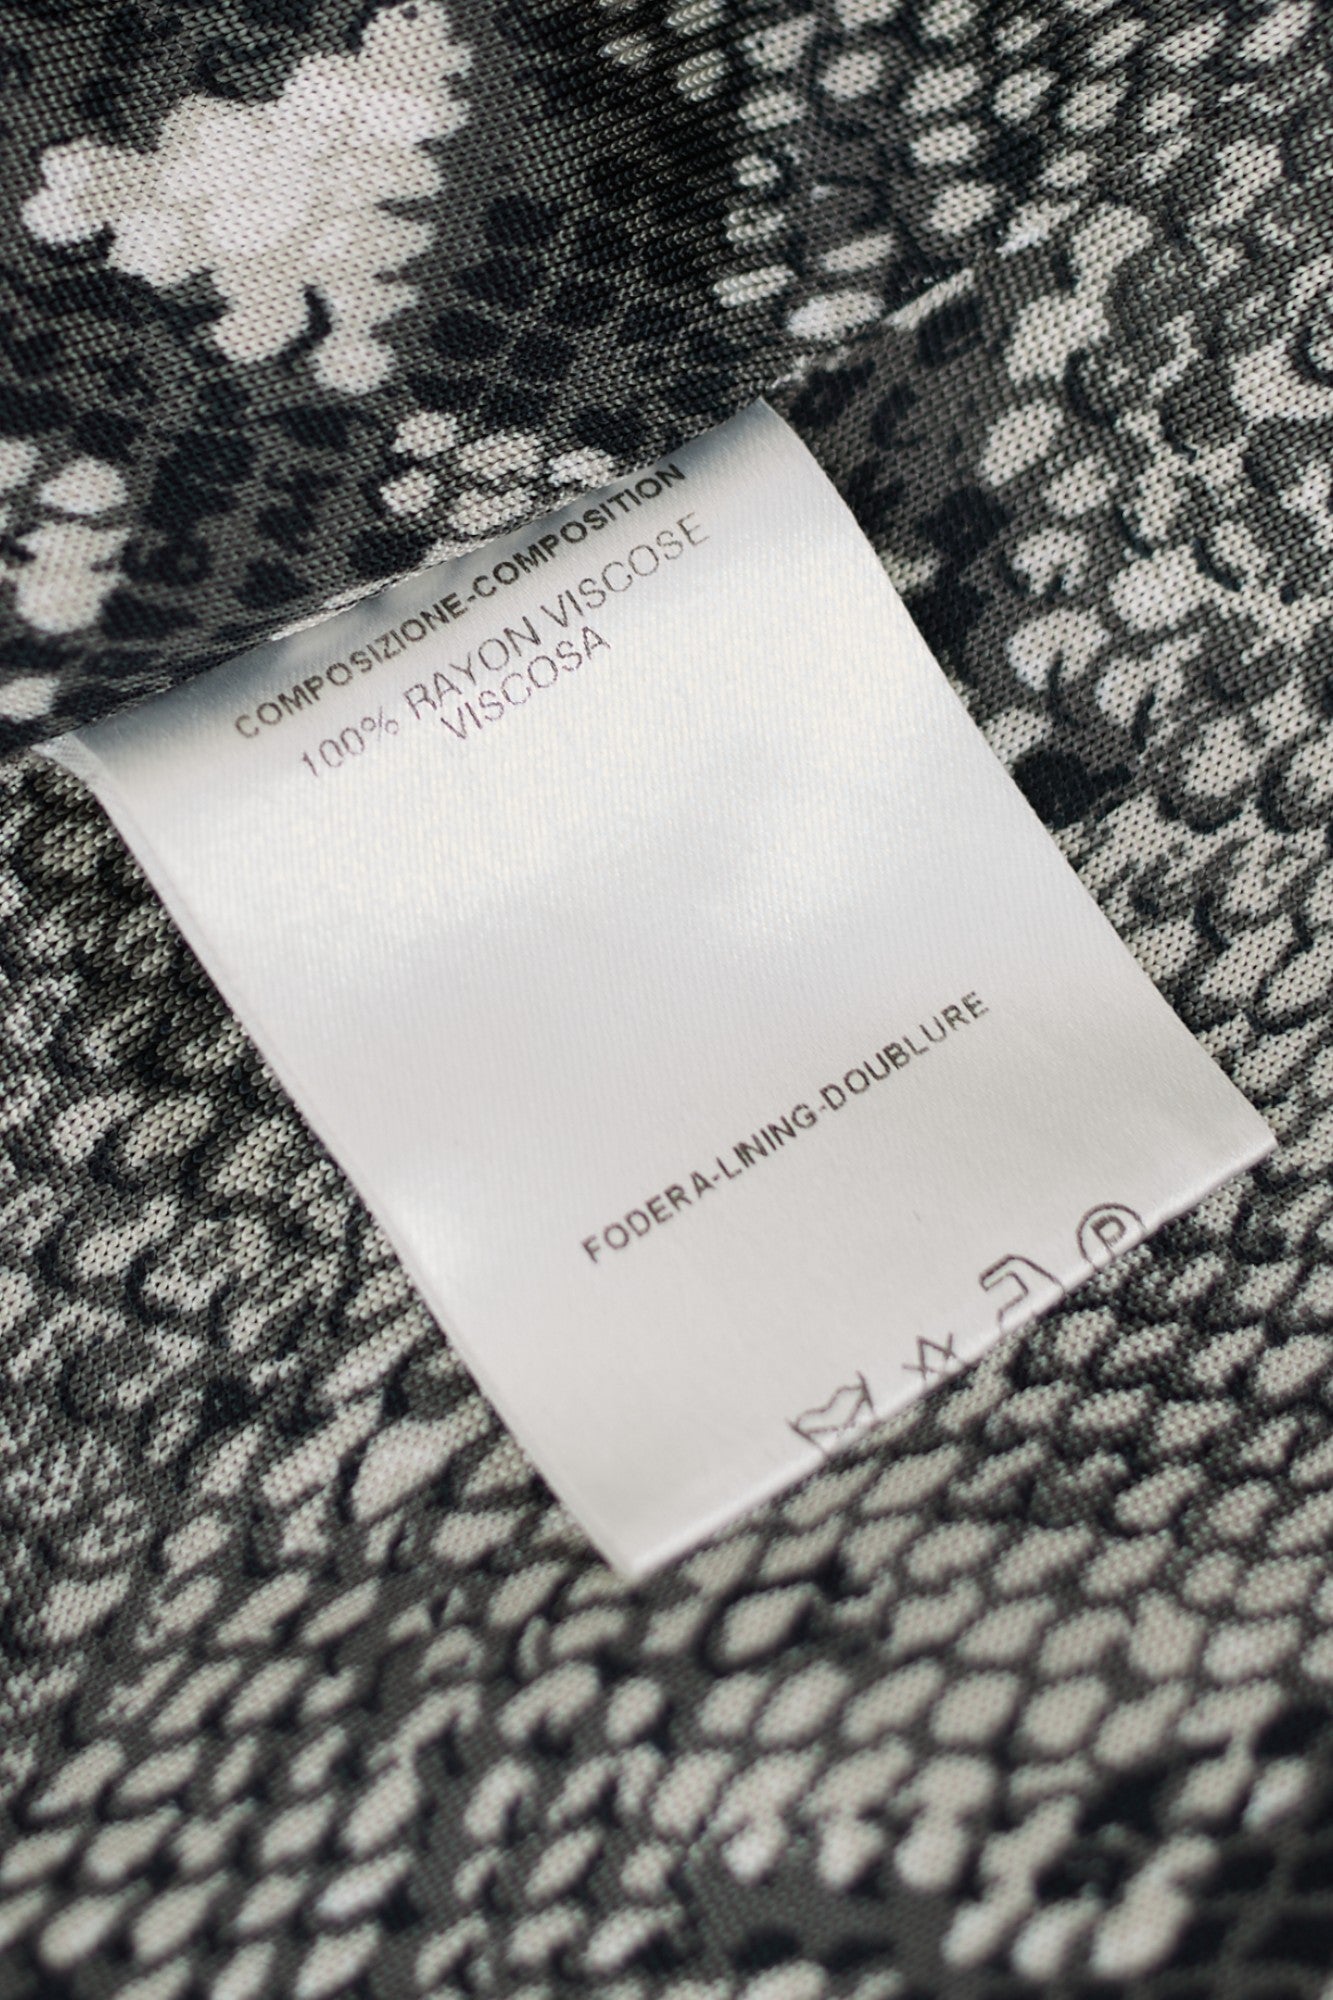 COMPOSIZIONE-COMPOSITION
100% RAYON VISCOSE
VISCOSA
FODERA-LINING-DOUBLURE
P